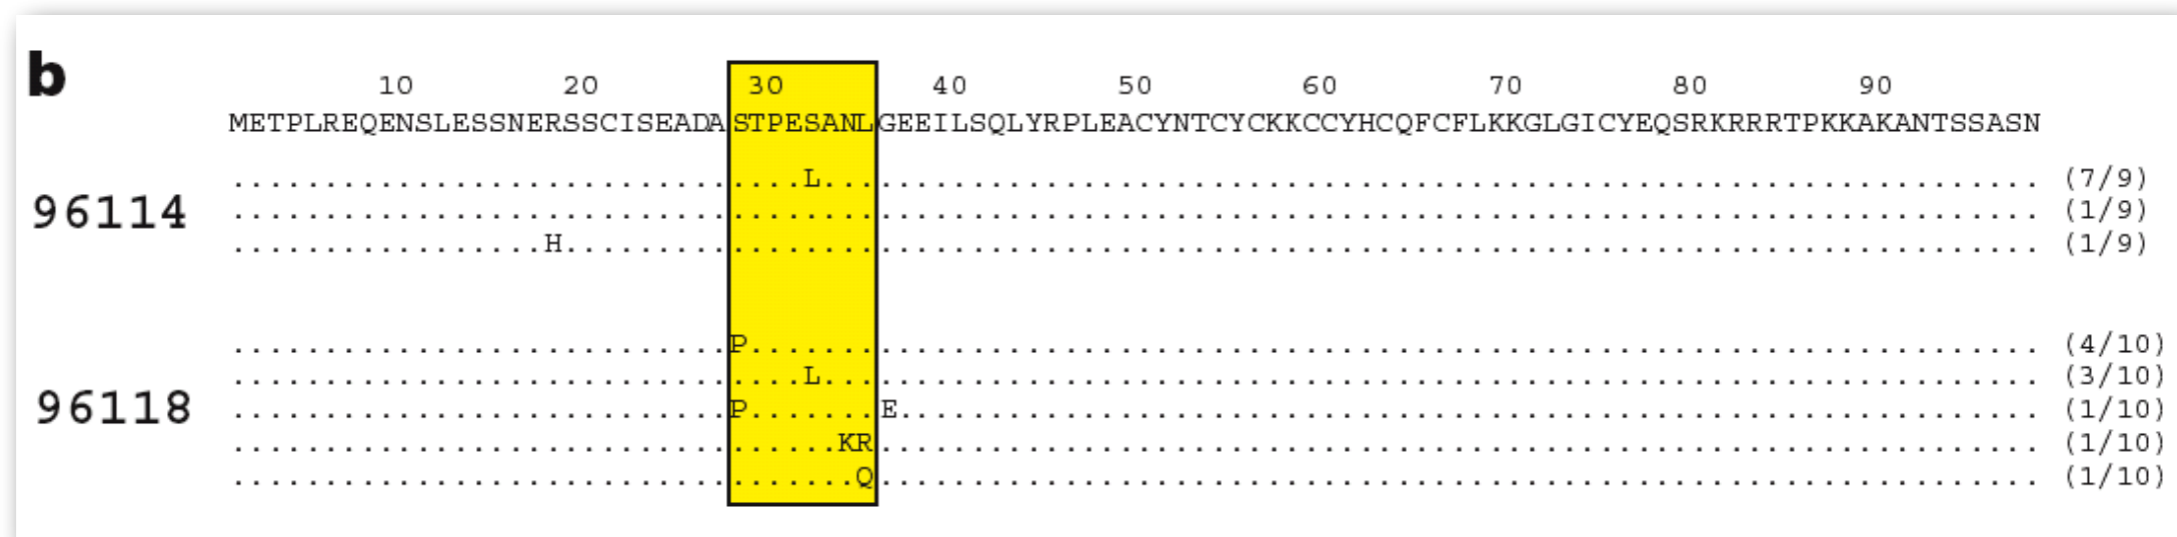 b
10 20 30 40 50 60 70 80 90
METPLREQENSLESSNERSSCISEADASTPESANLGEEILSQLYRPLEACYNTCYCKKCCYHCQFCFLKKGLGICYEQSRKRRRTPKKAKANTSSASN
...............................L.................................................................. (7/9)
96114
.................................................................................................. (1/9)
.................H................................................................................ (1/9)
...........................P...................................................................... (4/10)
...............................L.................................................................. (3/10)
96118
...........................P.......E.............................................................. (1/10)
.................................KR............................................................... (1/10)
..................................Q............................................................... (1/10)